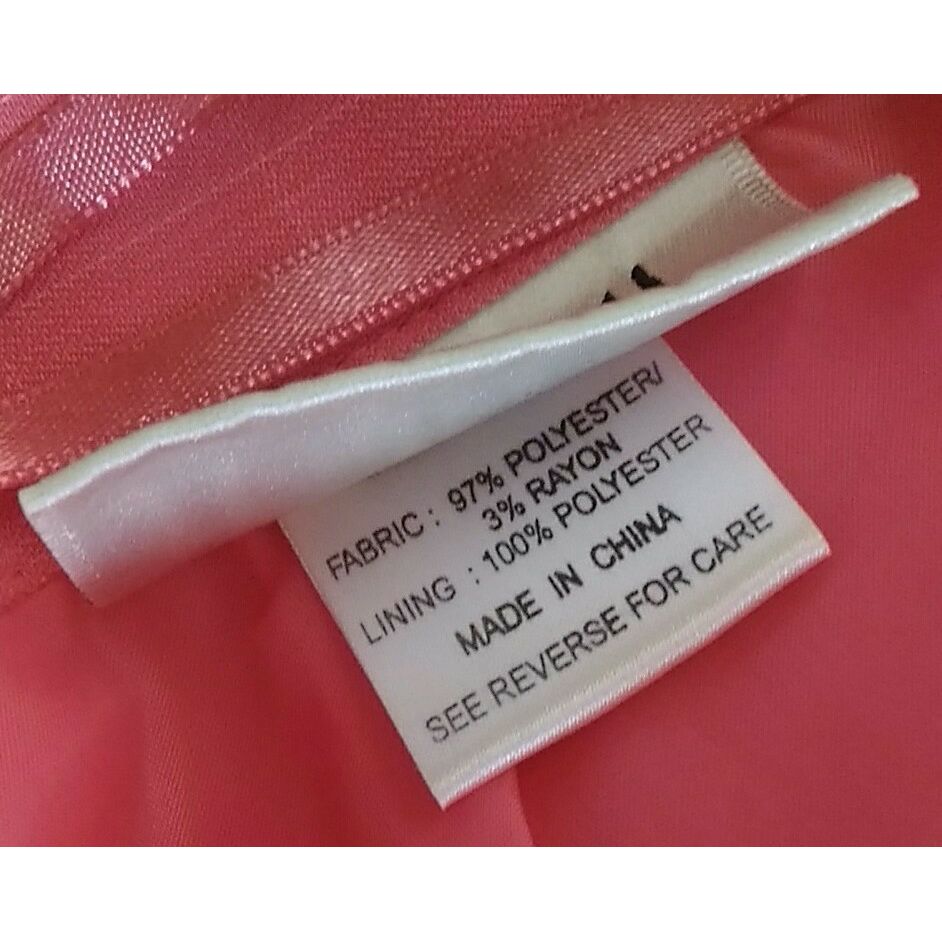 FABRIC : 97% POLYESTER/
3% RAYON
LINING : 100% POLYESTER
MADE IN CHINA
SEE REVERSE FOR CARE